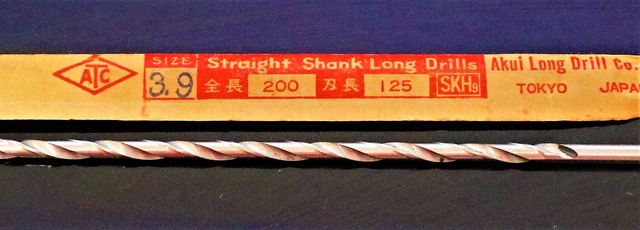 ATC
SIZE
3.9
Straight Shank Long Drills
全長 200 刃長 125 SKH9
Akui Long Drill Co.
TOKYO JAPA